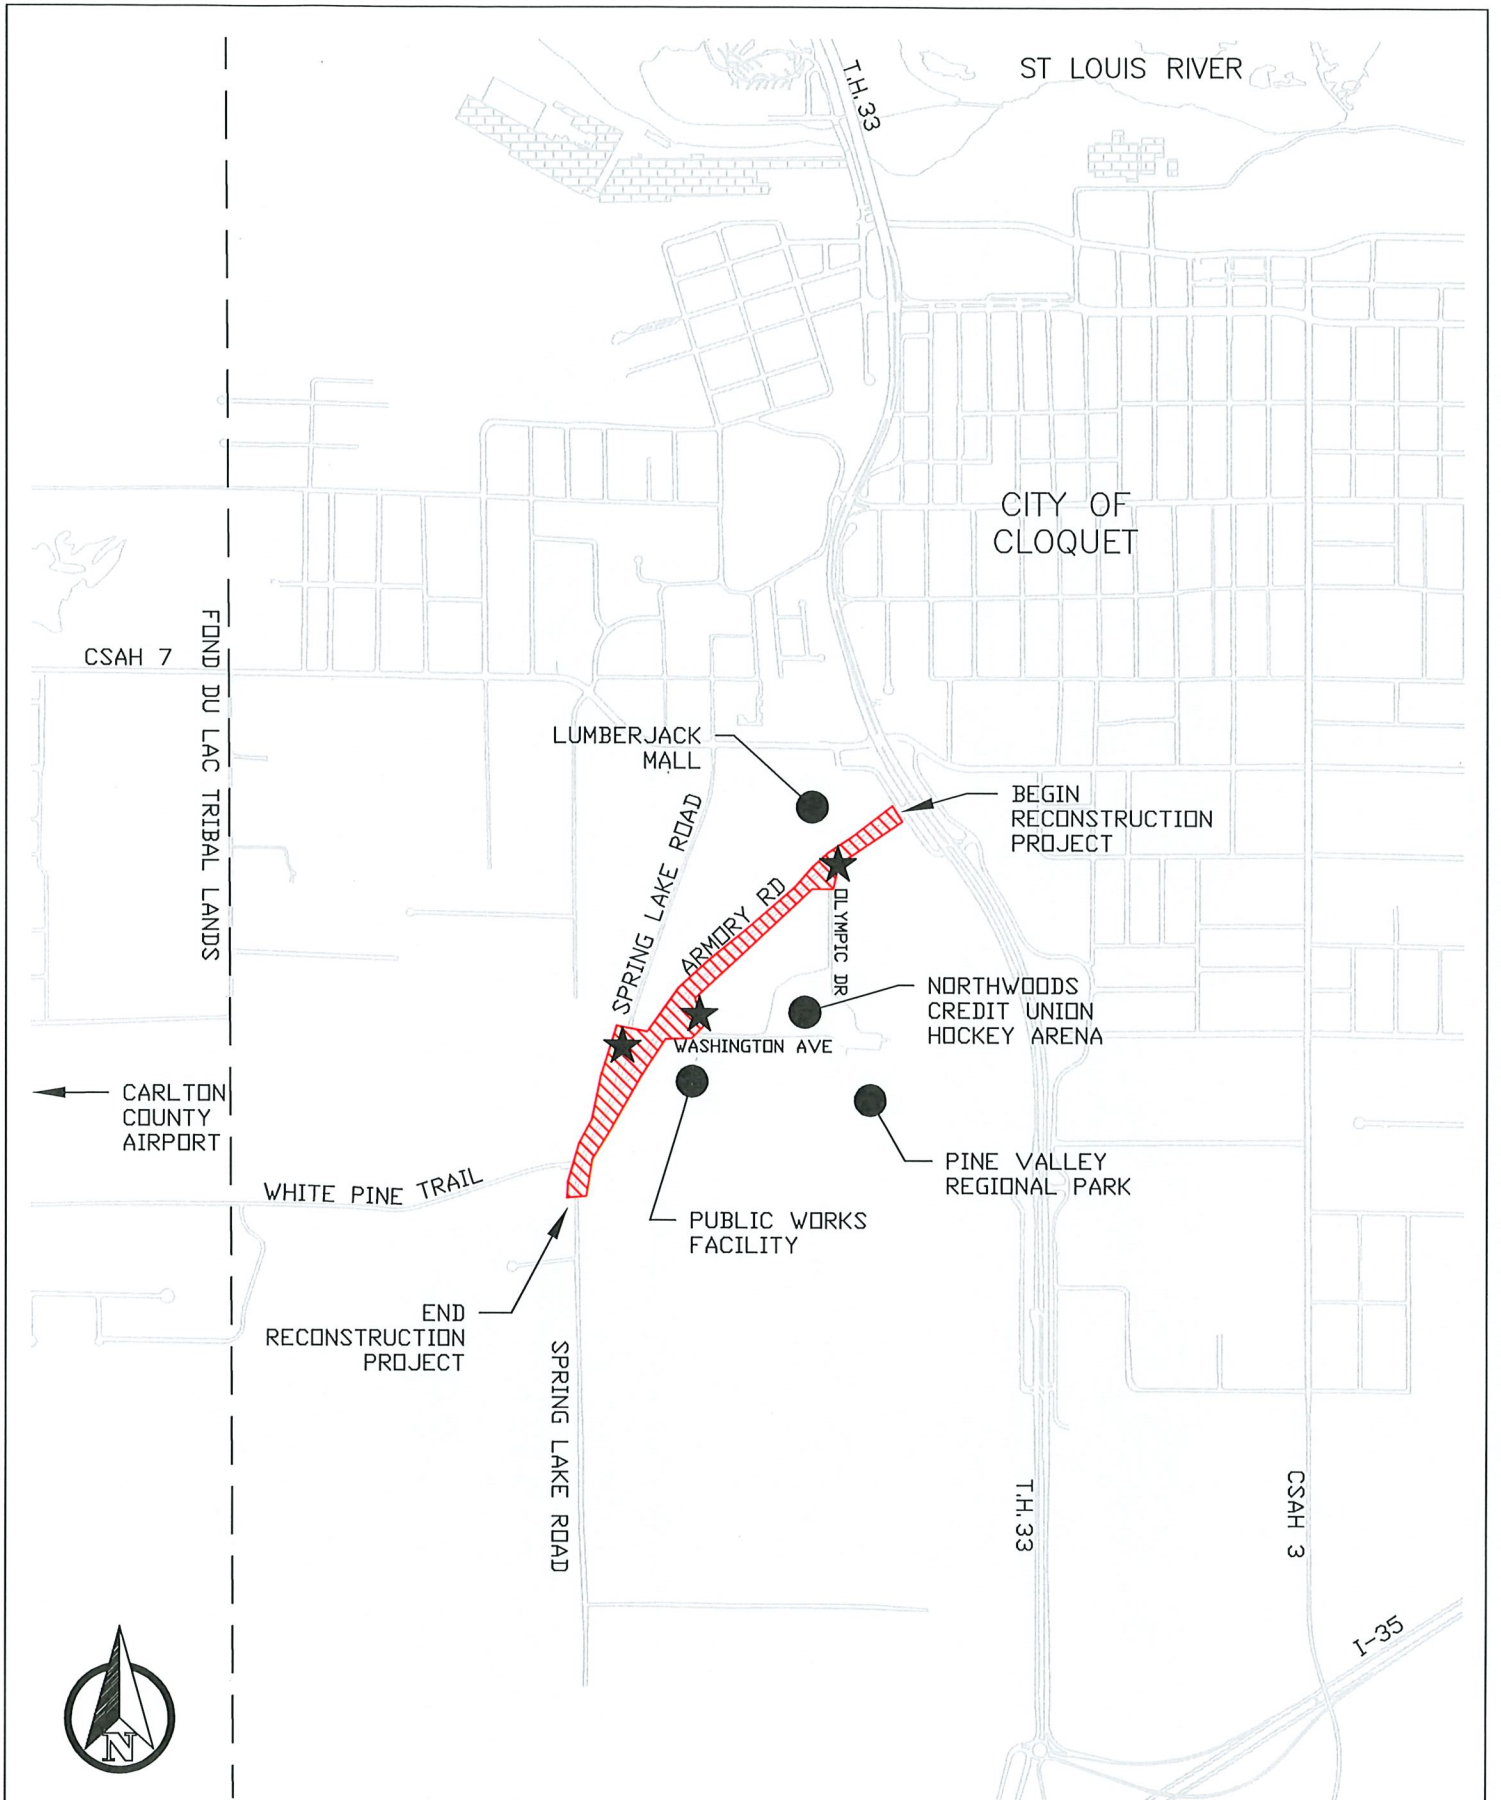 ST LOUIS RIVER
T.H. 33
CITY OF
CLOQUET
FOND DU LAC TRIBAL LANDS
CSAH 7
LUMBERJACK
MALL
BEGIN
RECONSTRUCTION
PROJECT
SPRING LAKE ROAD
ARMORY RD
OLYMPIC DR
NORTHWOODS
CREDIT UNION
HOCKEY ARENA
WASHINGTON AVE
CARLTON
COUNTY
AIRPORT
WHITE PINE TRAIL
PINE VALLEY
REGIONAL PARK
PUBLIC WORKS
FACILITY
END
RECONSTRUCTION
PROJECT
SPRING LAKE ROAD
T.H. 33
CSAH 3
I-35
N